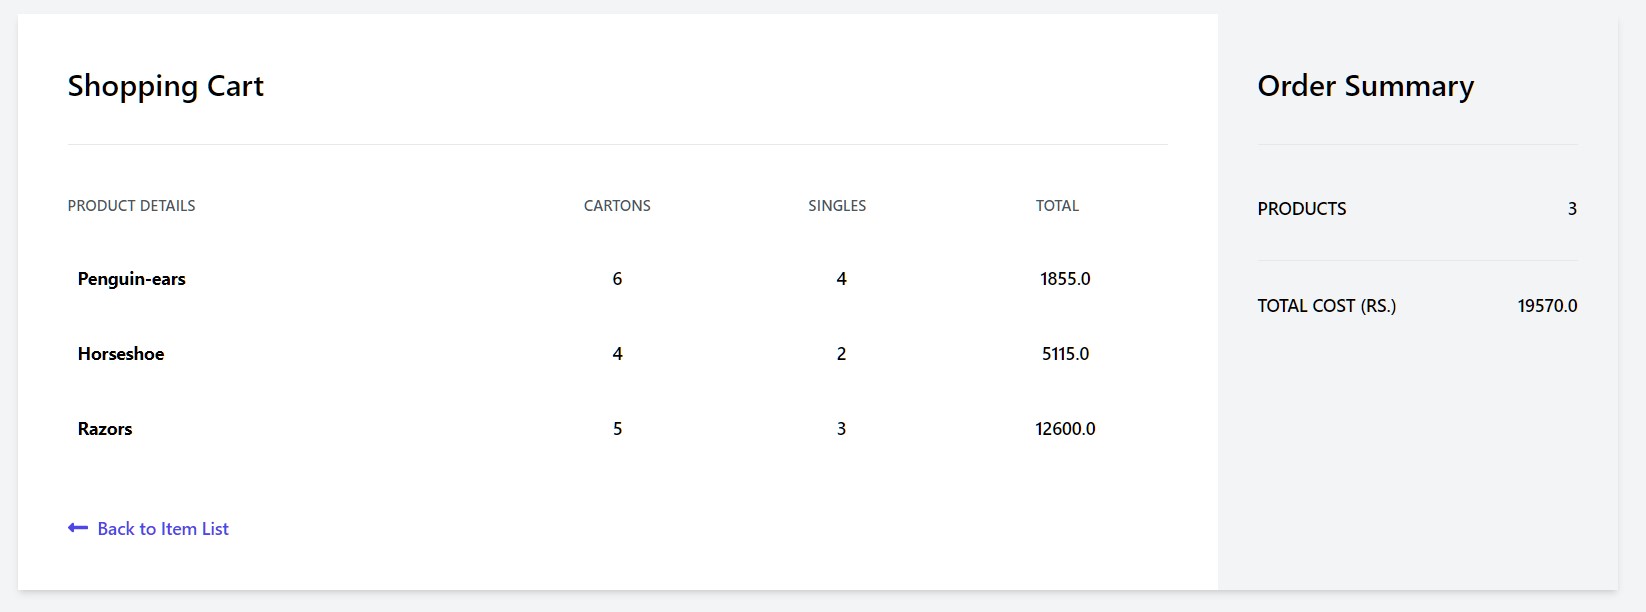 Shopping Cart
Order Summary
PRODUCT DETAILS CARTONS SINGLES TOTAL
PRODUCTS 3
Penguin-ears 6 4 1855.0
TOTAL COST (RS.) 19570.0
Horseshoe 4 2 5115.0
Razors 5 3 12600.0
Back to Item List